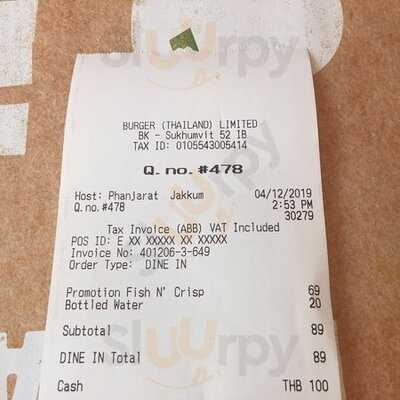 Sluurpy
BURGER (THAILAND) LIMITED
BK - Sukhumvit 52 IB
TAX ID: 0105543005414
Q.no.#478
Host: Phanjarat Jakkum 04/12/2019
Q.no.#478 2:53 PM
30279
Tax Invoice (ABB) VAT Included
POS ID: E XX XXXXX XX XXXXX
Invoice No: 401206-3-649
Order Type: DINE IN
Promotion Fish N' Crisp 69
Bottled Water 20
Subtotal 89
DINE IN Total 89
Cash THB 100
Sluurpy